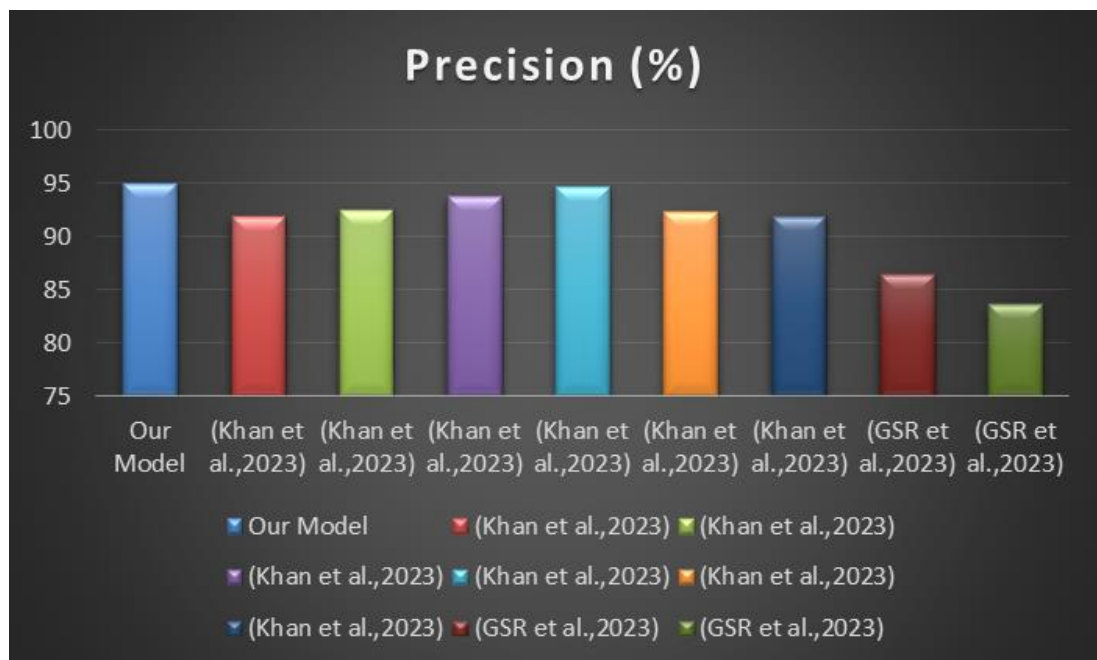 Precision (%)
100
95
90
85
80
75
Our (Khan et (Khan et (Khan et (Khan et (Khan et (Khan et (GSR et (GSR et
Model al.,2023) al.,2023) al.,2023) al.,2023) al.,2023) al.,2023) al.,2023) al.,2023)
Our Model (Khan et al.,2023) (Khan et al.,2023)
(Khan et al.,2023) (Khan et al.,2023) (Khan et al.,2023)
(Khan et al.,2023) (GSR et al.,2023) (GSR et al.,2023)